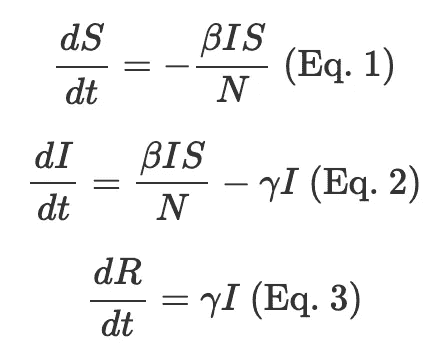 dS/dt = −βIS/N (Eq. 1)
dI/dt = βIS/N − γI (Eq. 2)
dR/dt = γI (Eq. 3)